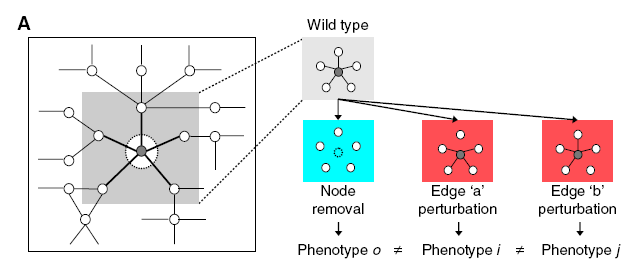 A
Wild type
Node
removal
Edge ‘a’
perturbation
Edge ‘b’
perturbation
Phenotype o ≠ Phenotype i ≠ Phenotype j